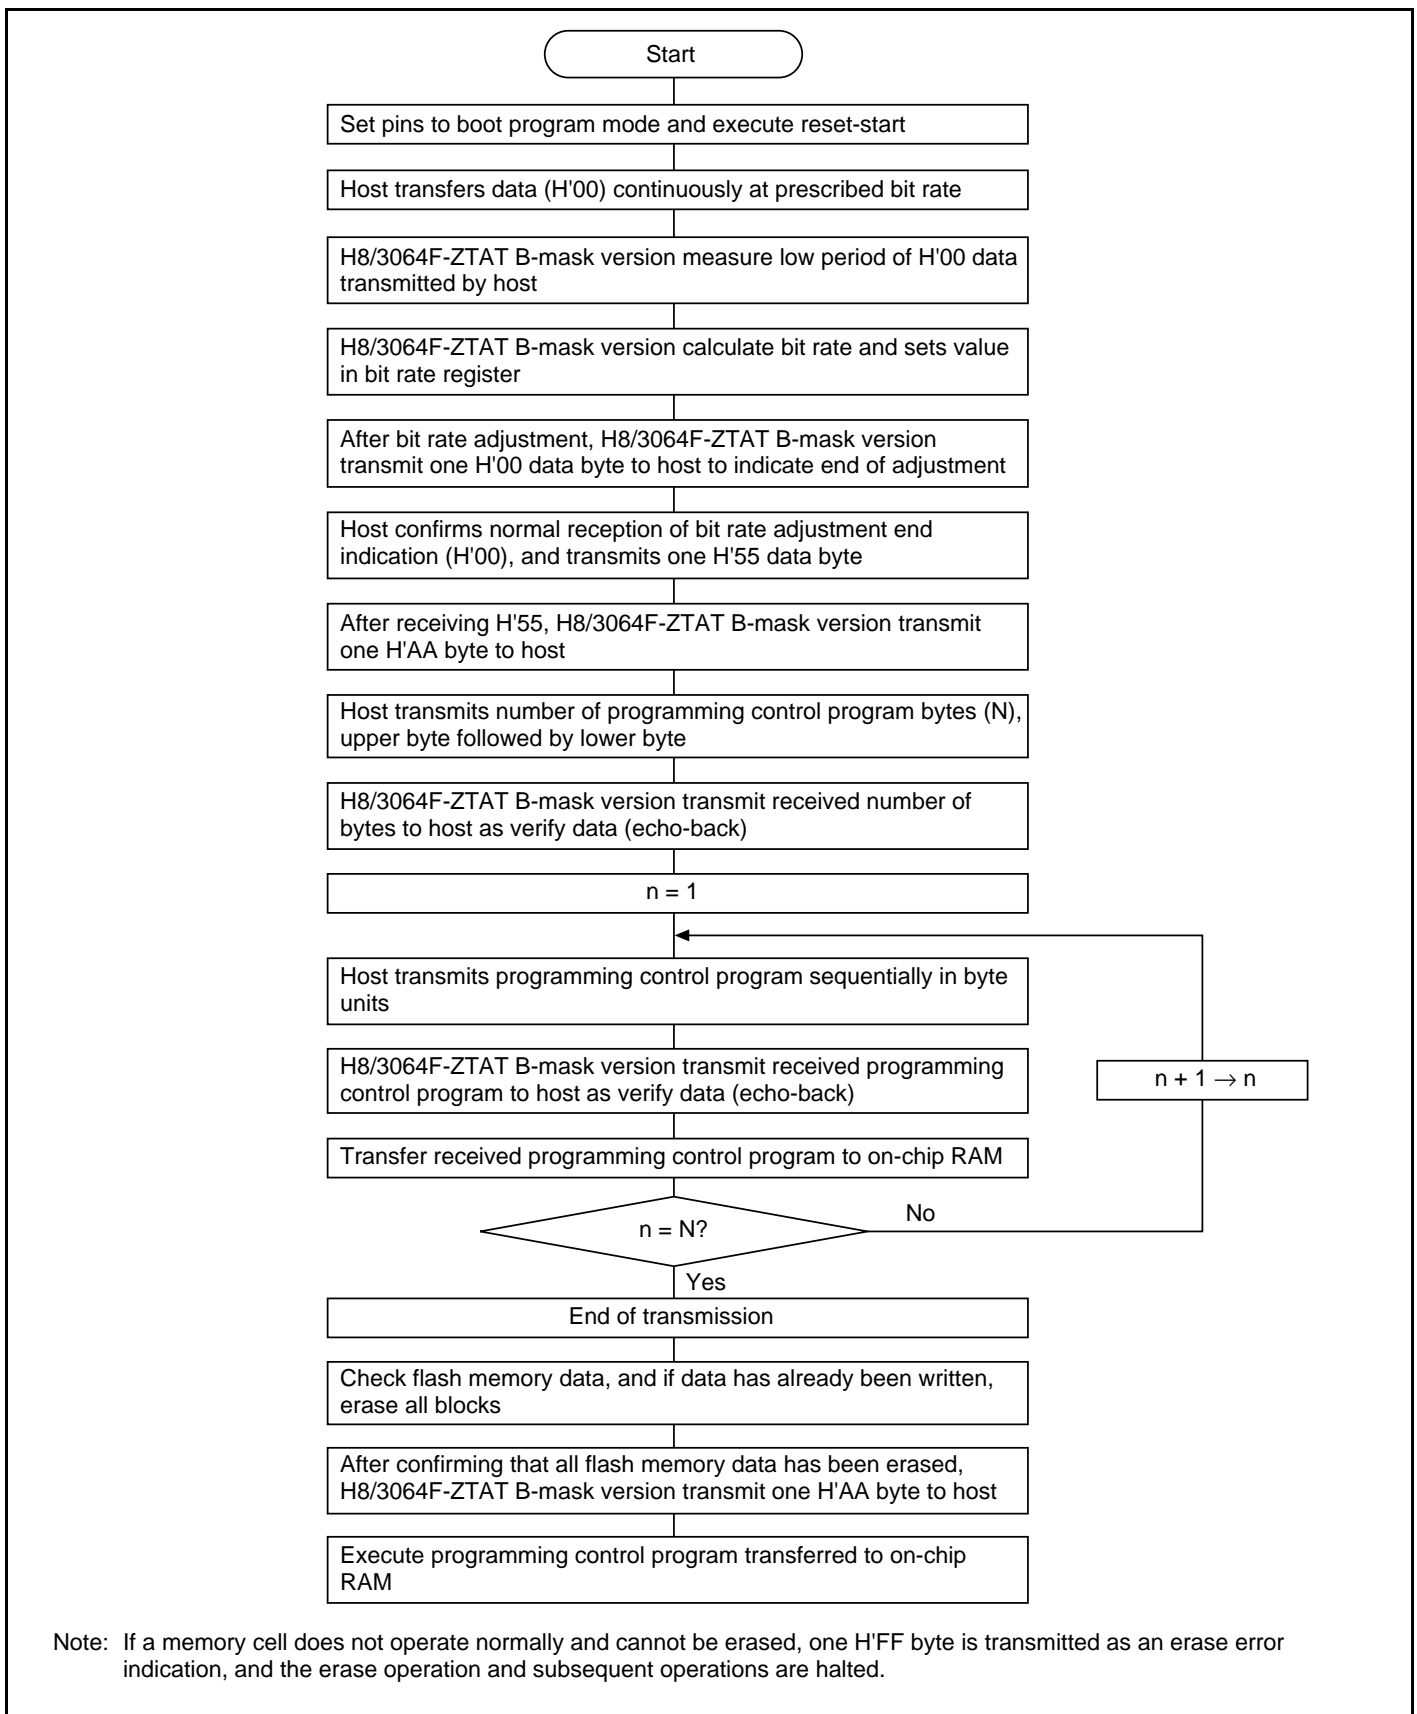 Start
Set pins to boot program mode and execute reset-start
Host transfers data (H'00) continuously at prescribed bit rate
H8/3064F-ZTAT B-mask version measure low period of H'00 data
transmitted by host
H8/3064F-ZTAT B-mask version calculate bit rate and sets value
in bit rate register
After bit rate adjustment, H8/3064F-ZTAT B-mask version
transmit one H'00 data byte to host to indicate end of adjustment
Host confirms normal reception of bit rate adjustment end
indication (H'00), and transmits one H'55 data byte
After receiving H'55, H8/3064F-ZTAT B-mask version transmit
one H'AA byte to host
Host transmits number of programming control program bytes (N),
upper byte followed by lower byte
H8/3064F-ZTAT B-mask version transmit received number of
bytes to host as verify data (echo-back)
n = 1
Host transmits programming control program sequentially in byte
units
H8/3064F-ZTAT B-mask version transmit received programming
control program to host as verify data (echo-back)
n + 1 → n
Transfer received programming control program to on-chip RAM
n = N?
No
Yes
End of transmission
Check flash memory data, and if data has already been written,
erase all blocks
After confirming that all flash memory data has been erased,
H8/3064F-ZTAT B-mask version transmit one H'AA byte to host
Execute programming control program transferred to on-chip
RAM
Note: If a memory cell does not operate normally and cannot be erased, one H'FF byte is transmitted as an erase error
indication, and the erase operation and subsequent operations are halted.